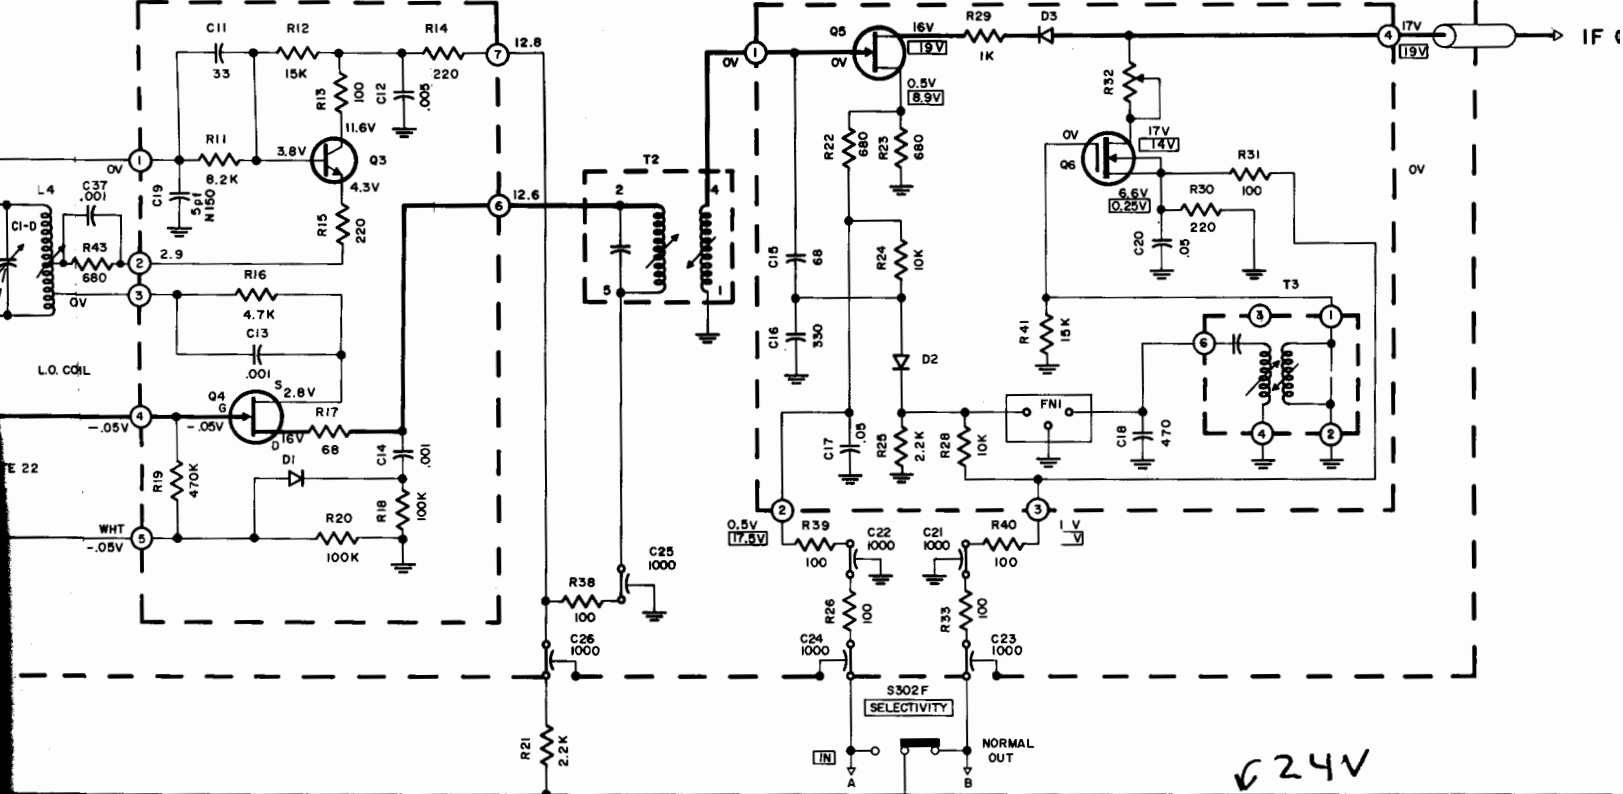 C11
33
R12
15K
R14
220
7
12.8
R13
100
C12
.005
11.6V
3.8V
Q3
4.3V
R11
8.2K
1
0V
C19
5pf
N150
L4
C37
.001
C1-D
R43
680
R15
220
2
2.9
3
0V
R16
4.7K
C13
.001
L.O. COIL
Q4
G
S
2.8V
D
16V
R17
68
4
-.05V
-.05V
D1
C14
.001
R19
470K
R18
100K
TE 22
WHT
-.05V
5
R20
100K
6
12.6
T2
2
4
5
1
C25
1000
R38
100
C26
1000
R21
2.2K
1
0V
Q5
0V
16V
19V
R29
1K
D3
4
17V
19V
IF
0.5V
8.9V
R22
680
R23
680
R32
0V
Q6
17V
14V
R31
100
0V
6.6V
0.25V
R30
220
C20
.05
C15
68
R24
10K
C16
330
D2
R41
15K
T3
3
1
6
4
2
FN1
C17
.05
R25
2.2K
R28
10K
C18
470
2
0.5V
17.5V
R39
100
C22
1000
C21
1000
R40
100
3
1 V
V
R26
100
R33
100
C24
1000
C23
1000
S302F
SELECTIVITY
IN
NORMAL
OUT
A
B
24V